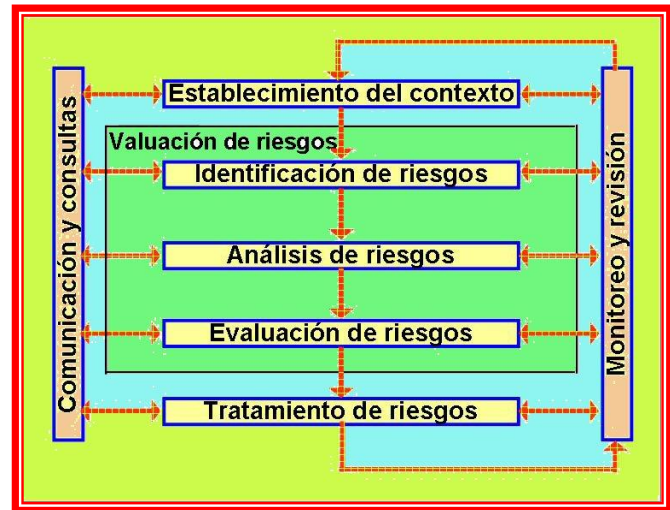 Establecimiento del contexto
Valuación de riesgos
Identificación de riesgos
Análisis de riesgos
Evaluación de riesgos
Tratamiento de riesgos
Comunicación y consultas
Monitoreo y revisión